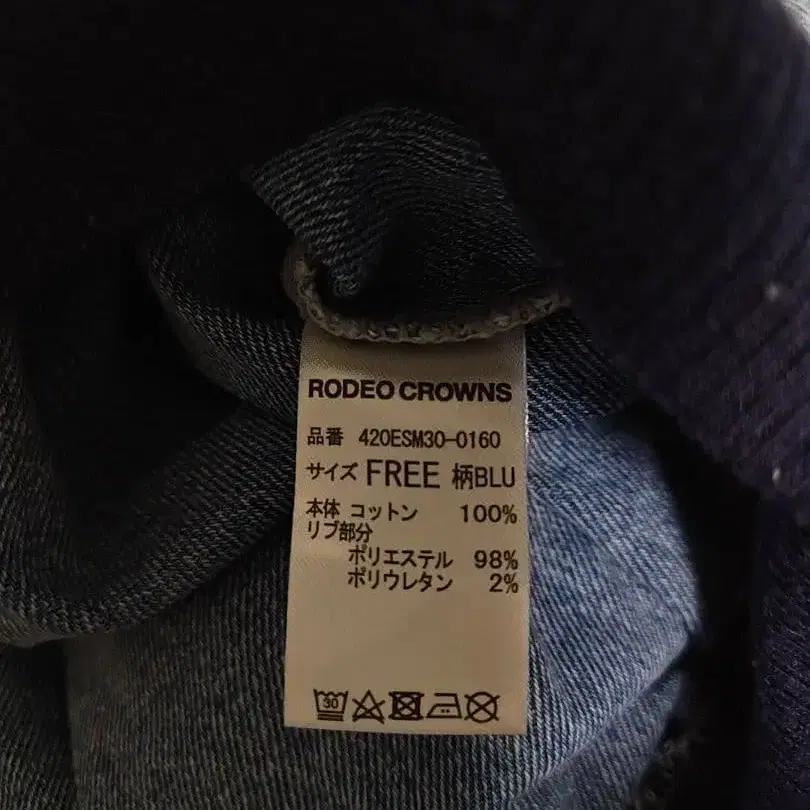 RODEO CROWNS
品番 420ESM30-0160
サイズ FREE 柄BLU
本体 コットン 100%
リブ部分
ポリエステル 98%
ポリウレタン 2%
30